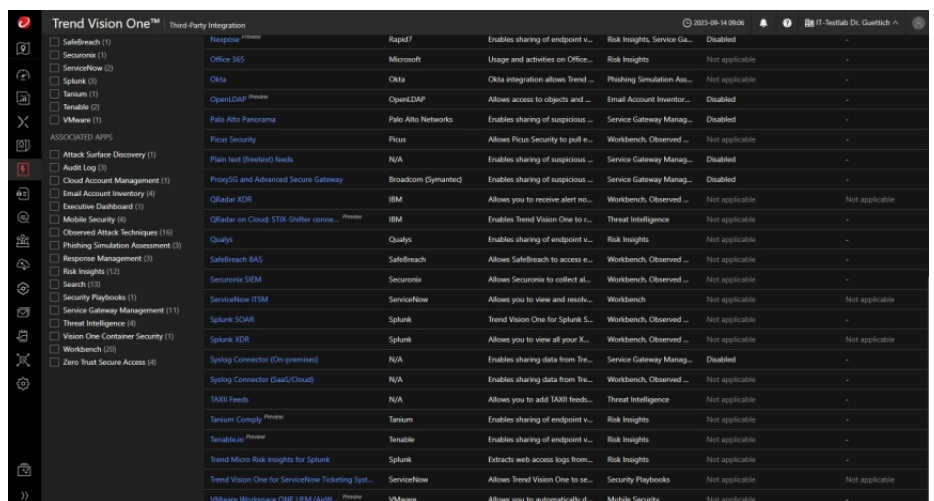 Trend Vision One™ | Third-Party Integration 2023-09-14 09:06 IT-Testlab Dr. Guettich
SafeBreach (1)
Securonix (1)
ServiceNow (2)
Splunk (3)
Tanium (1)
Tenable (2)
VMware (1)
ASSOCIATED APPS
Attack Surface Discovery (1)
Audit Log (3)
Cloud Account Management (1)
Email Account Inventory (4)
Executive Dashboard (1)
Mobile Security (4)
Observed Attack Techniques (16)
Phishing Simulation Assessment (3)
Response Management (3)
Risk Insights (12)
Search (13)
Security Playbooks (1)
Service Gateway Management (11)
Threat Intelligence (4)
Vision One Container Security (1)
Workbench (20)
Zero Trust Secure Access (4)
Nexpose Preview Rapid7 Enables sharing of endpoint v... Risk Insights, Service Ga... Disabled -
Office 365 Microsoft Usage and activities on Office... Risk Insights Not applicable -
Okta Okta Okta integration allows Trend ... Phishing Simulation Ass... Not applicable -
OpenLDAP Preview OpenLDAP Allows access to objects and ... Email Account Inventor... Disabled -
Palo Alto Panorama Palo Alto Networks Enables sharing of suspicious ... Service Gateway Manag... Disabled -
Picus Security Picus Allows Picus Security to pull e... Workbench, Observed ... Not applicable -
Plain text (freetext) feeds N/A Enables sharing of suspicious ... Service Gateway Manag... Disabled -
ProxySG and Advanced Secure Gateway Broadcom (Symantec) Enables sharing of suspicious ... Service Gateway Manag... Disabled -
QRadar XDR IBM Allows you to receive alert no... Workbench, Observed ... Not applicable Not applicable
QRadar on Cloud: STIX-Shifter conne... Preview IBM Enables Trend Vision One to r... Threat Intelligence Not applicable -
Qualys Qualys Enables sharing of endpoint v... Risk Insights Not applicable -
SafeBreach BAS SafeBreach Allows SafeBreach to access e... Workbench, Observed ... Not applicable -
Securonix SIEM Securonix Allows Securonix to collect al... Workbench, Observed ... Not applicable -
ServiceNow ITSM ServiceNow Allows you to view and resolv... Workbench Not applicable Not applicable
Splunk SOAR Splunk Trend Vision One for Splunk S... Workbench, Observed ... Not applicable -
Splunk XDR Splunk Allows you to view all your X... Workbench, Observed ... Not applicable Not applicable
Syslog Connector (On-premises) N/A Enables sharing data from Tre... Service Gateway Manag... Disabled -
Syslog Connector (SaaS/Cloud) N/A Enables sharing data from Tre... Workbench, Observed ... Not applicable -
TAXII Feeds N/A Allows you to add TAXII feeds... Threat Intelligence Not applicable -
Tanium Comply Preview Tanium Enables sharing of endpoint v... Risk Insights Not applicable -
Tenable.io Preview Tenable Enables sharing of endpoint v... Risk Insights Not applicable -
Trend Micro Risk Insights for Splunk Splunk Extracts web access logs from... Risk Insights Not applicable -
Trend Vision One for ServiceNow Ticketing Syst... ServiceNow Allows Trend Vision One to se... Security Playbooks Not applicable Not applicable
VMware Workspace ONE UEM (AirW... Preview VMware Allows you to automatically d... Mobile Security Not applicable -